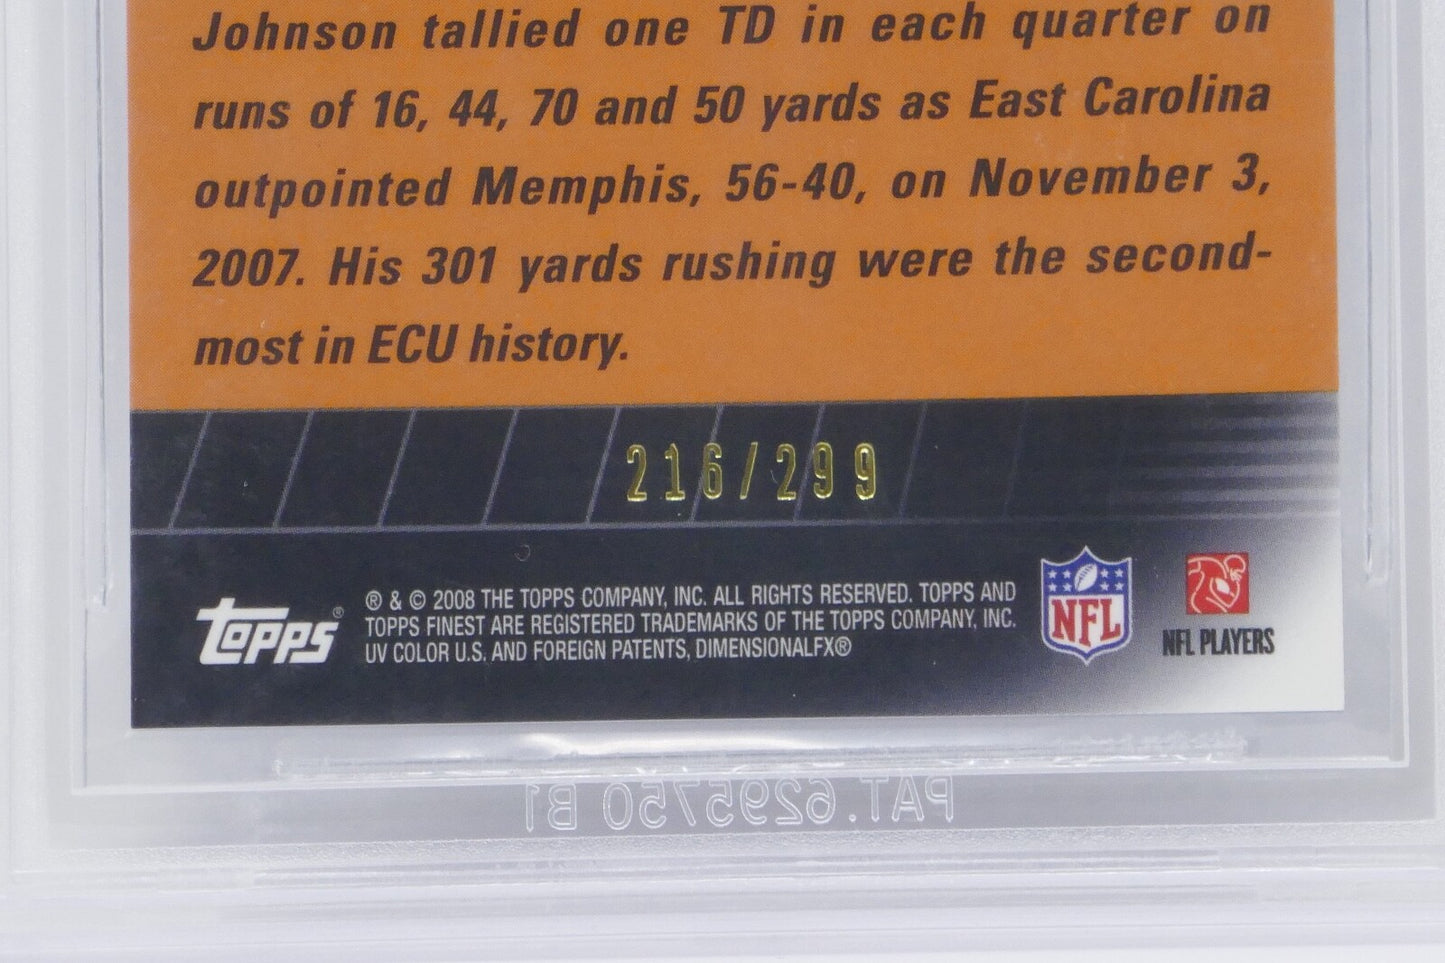 Johnson tallied one TD in each quarter on
runs of 16, 44, 70 and 50 yards as East Carolina
outpointed Memphis, 56-40, on November 3,
2007. His 301 yards rushing were the second-
most in ECU history.
216/299
Topps®
® & © 2008 THE TOPPS COMPANY, INC. ALL RIGHTS RESERVED. TOPPS AND
TOPPS FINEST ARE REGISTERED TRADEMARKS OF THE TOPPS COMPANY, INC.
UV COLOR U.S. AND FOREIGN PATENTS, DIMENSIONALFX®
NFL
NFL PLAYERS
PAT.6295750 B1